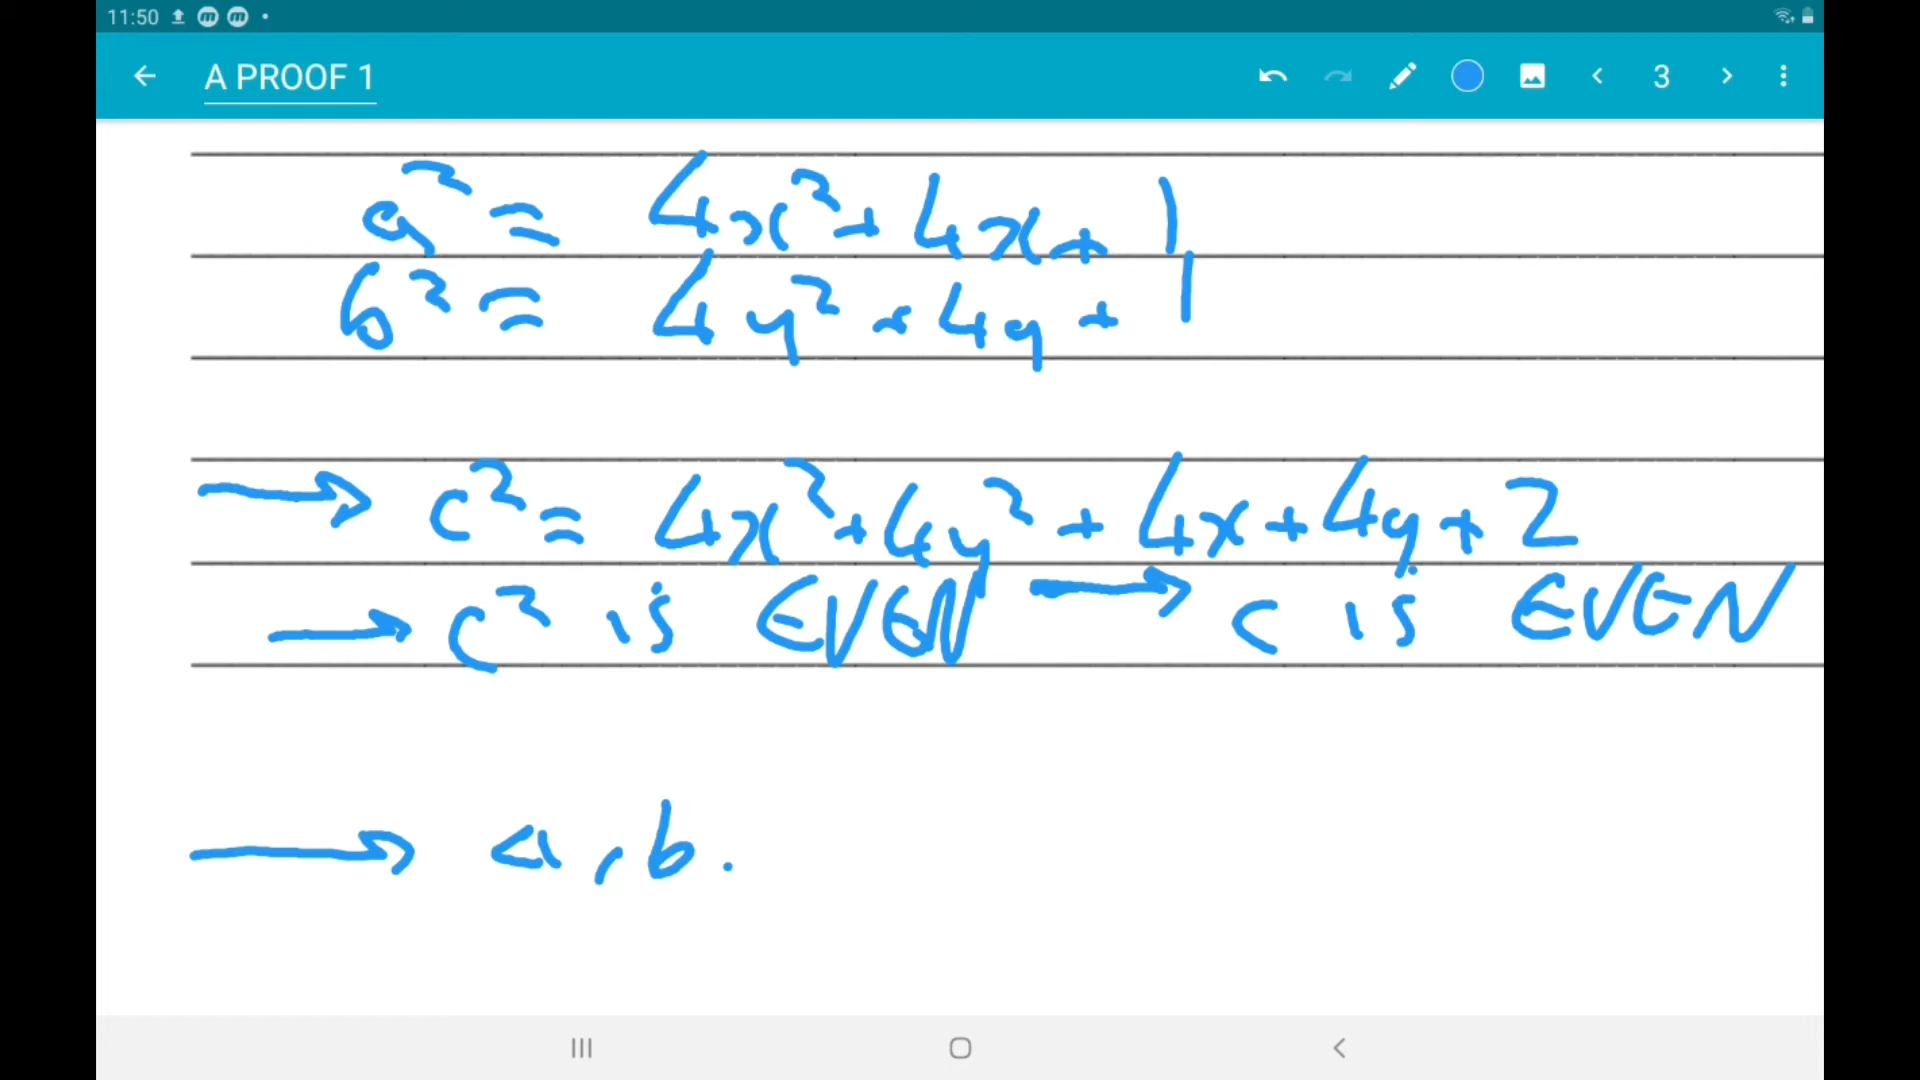 11:50
A PROOF 1
3
a² = 4x² + 4x + 1
b² = 4y² + 4y + 1
→ c² = 4x² + 4y² + 4x + 4y + 2
→ c² is EVEN → c is EVEN
→ a, b.